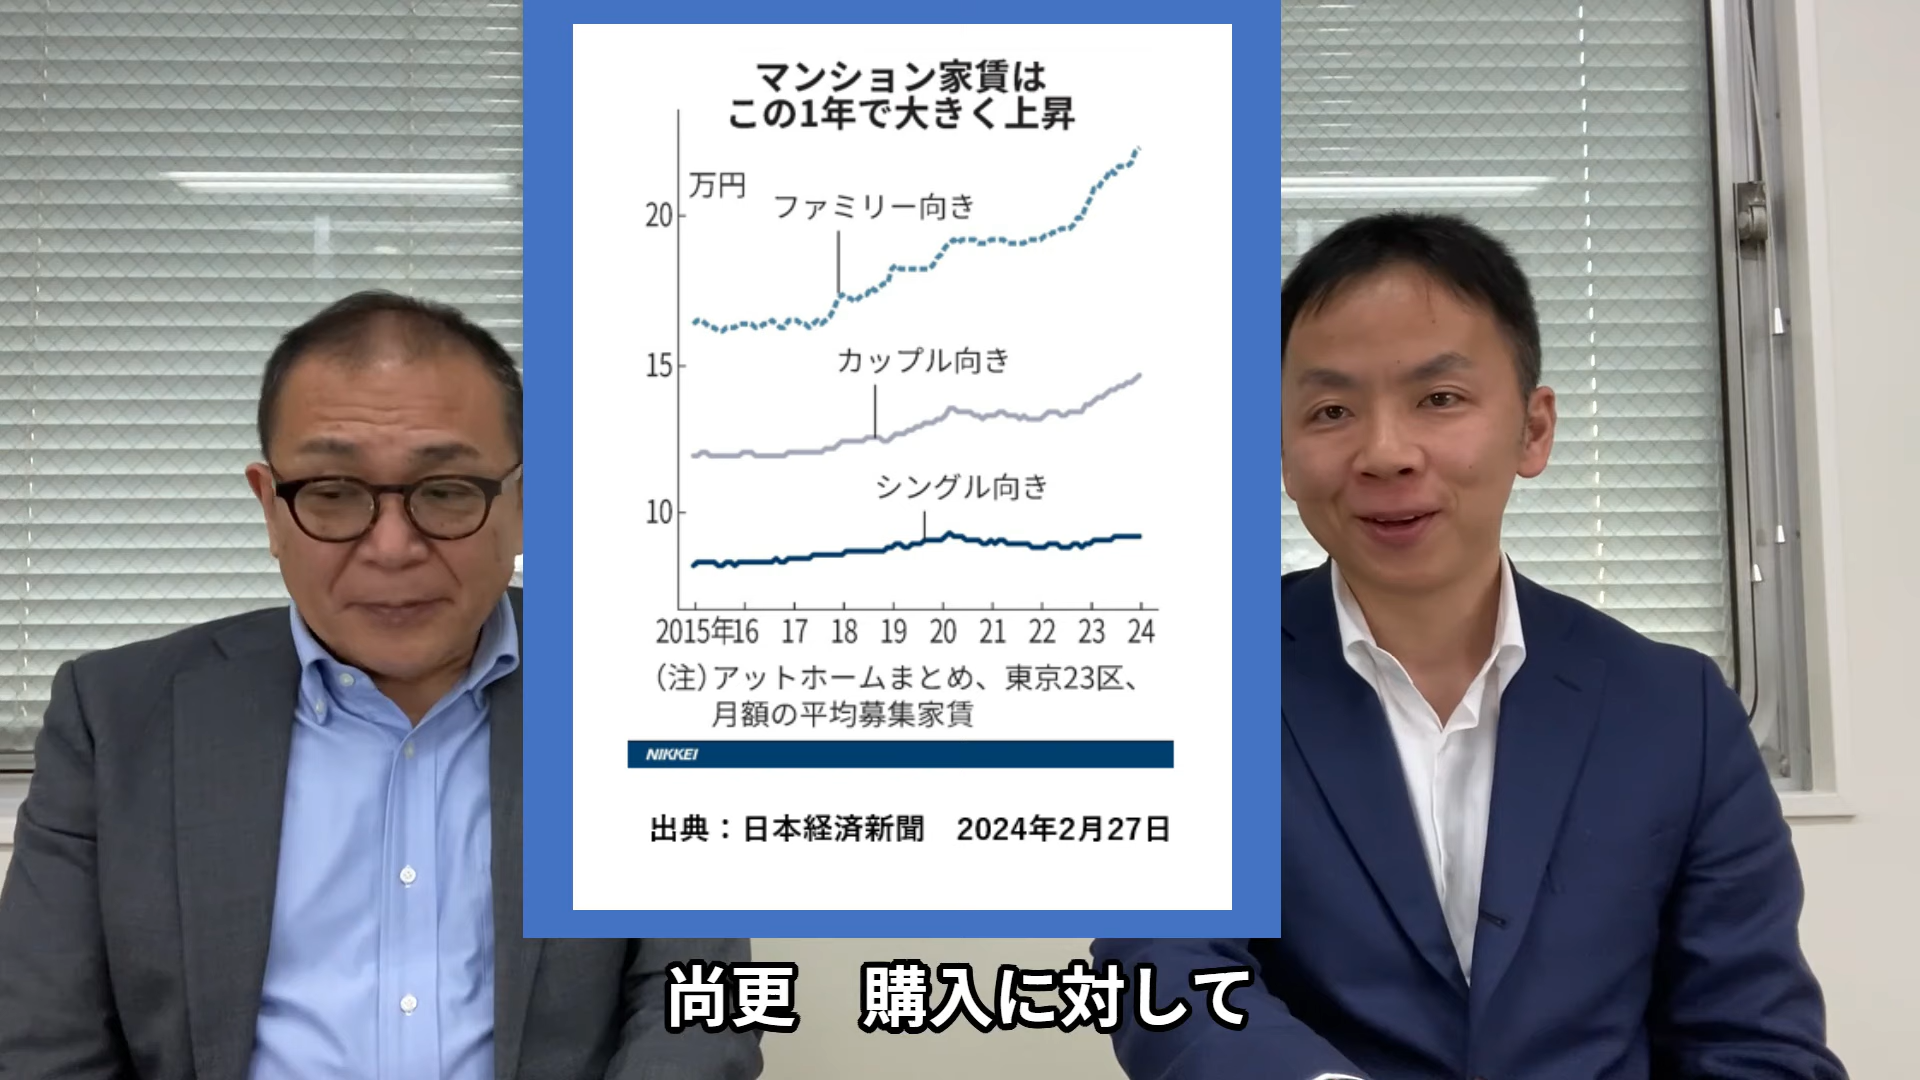 マンション家賃は
この1年で大きく上昇
万円
20
ファミリー向き
15
カップル向き
シングル向き
10
2015年16 17 18 19 20 21 22 23 24
(注)アットホームまとめ、東京23区、
月額の平均募集家賃
NIKKEI
出典：日本経済新聞　2024年2月27日
尚更　購入に対して